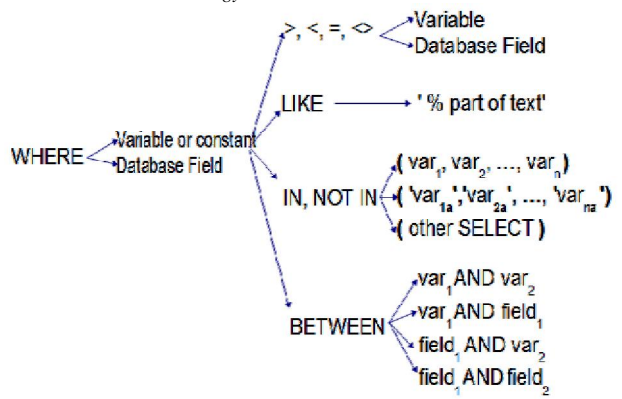 gy
>, <, =, <>
Variable
Database Field
LIKE
' % part of text'
WHERE
Variable or constant
Database Field
IN, NOT IN
( var1, var2, ..., varn)
( 'var1a','var2a', ..., 'varna ')
( other SELECT )
BETWEEN
var1 AND var2
var1 AND field1
field1 AND var2
field1 AND field2